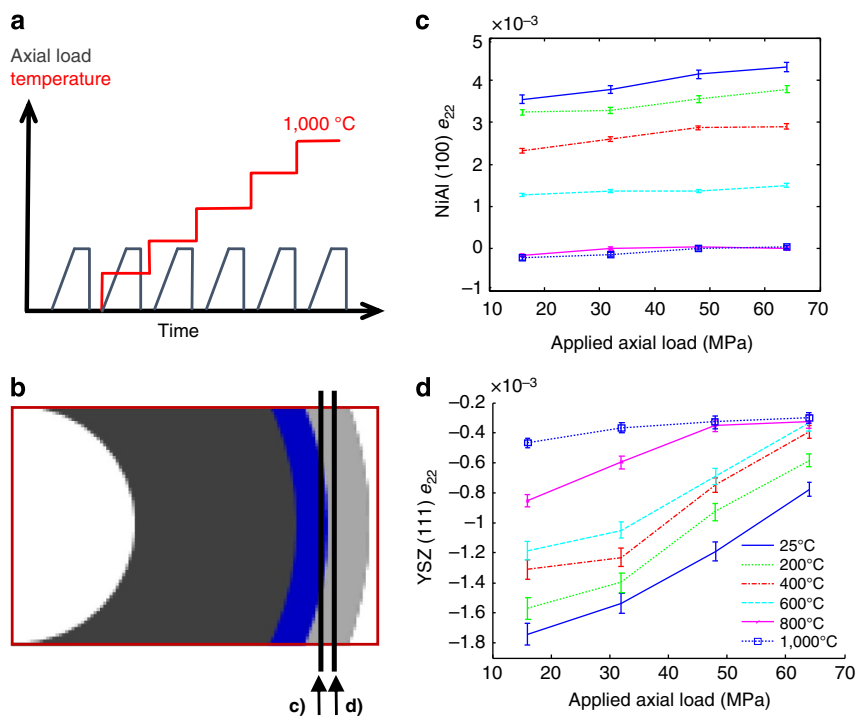 a
Axial load
temperature
1,000 °C
Time
b
c)
d)
c
×10⁻³
5
4
3
2
1
0
−1
10 20 30 40 50 60 70
NiAl (100) e₂₂
Applied axial load (MPa)
d
×10⁻³
−0.2
−0.4
−0.6
−0.8
−1
−1.2
−1.4
−1.6
−1.8
10 20 30 40 50 60 70
YSZ (111) e₂₂
Applied axial load (MPa)
25°C
200°C
400°C
600°C
800°C
1,000°C